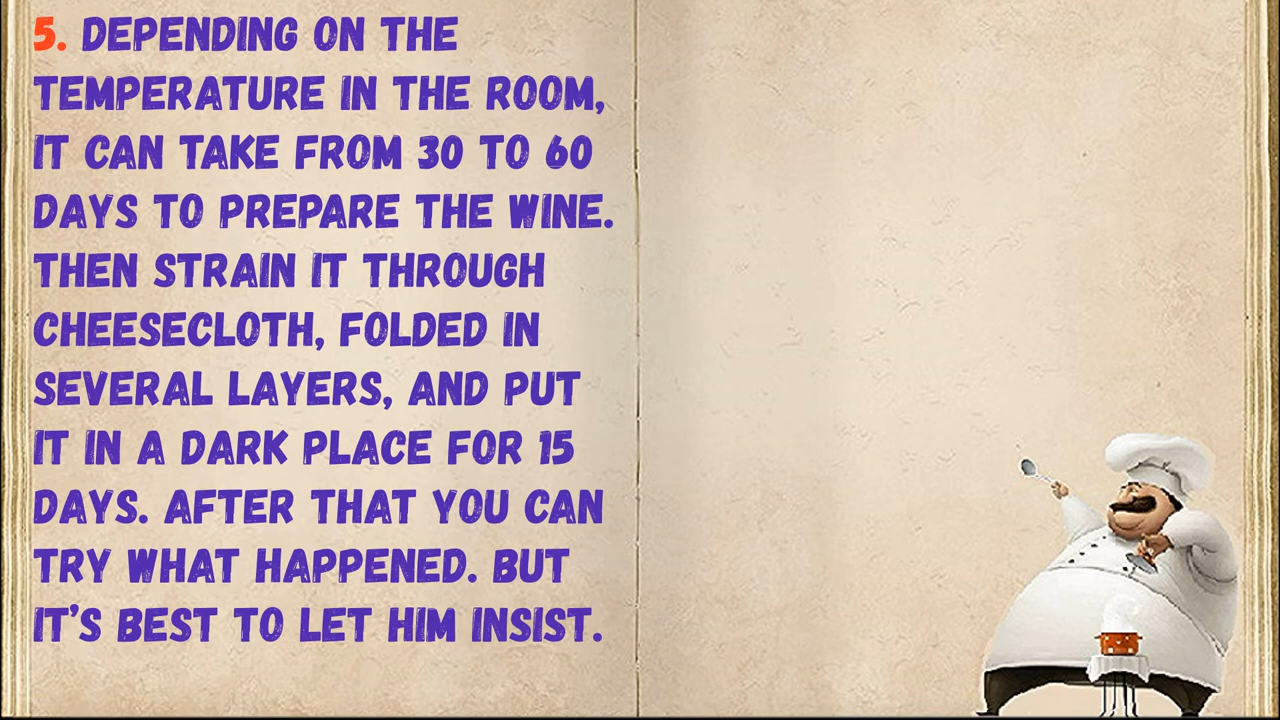 5. DEPENDING ON THE
TEMPERATURE IN THE ROOM,
IT CAN TAKE FROM 30 TO 60
DAYS TO PREPARE THE WINE.
THEN STRAIN IT THROUGH
CHEESECLOTH, FOLDED IN
SEVERAL LAYERS, AND PUT
IT IN A DARK PLACE FOR 15
DAYS. AFTER THAT YOU CAN
TRY WHAT HAPPENED. BUT
IT'S BEST TO LET HIM INSIST.